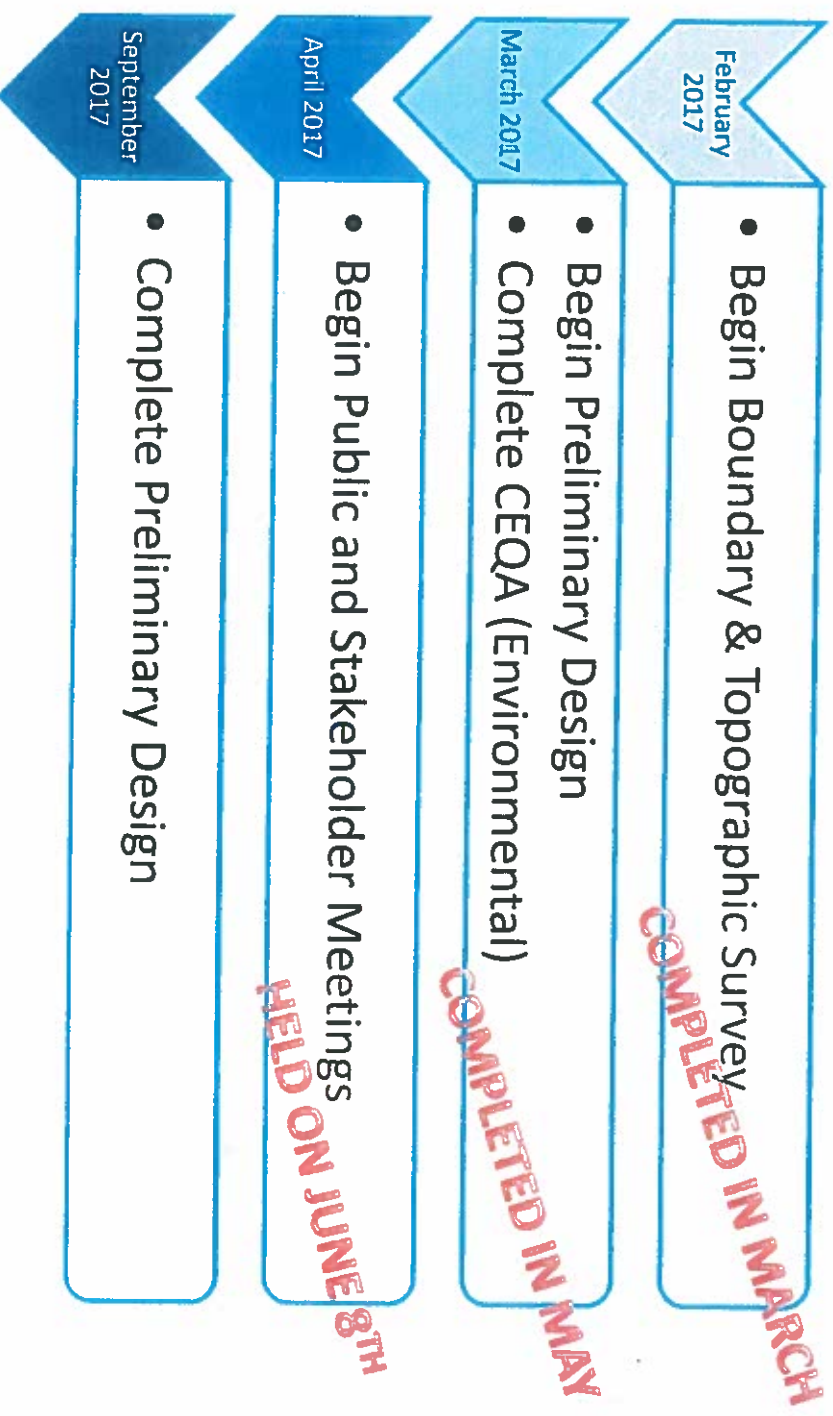 February
2017
• Begin Boundary & Topographic Survey
COMPLETED IN MARCH
March 2017
• Begin Preliminary Design
• Complete CEQA (Environmental)
COMPLETED IN MAY
April 2017
• Begin Public and Stakeholder Meetings
HELD ON JUNE 8TH
September
2017
• Complete Preliminary Design